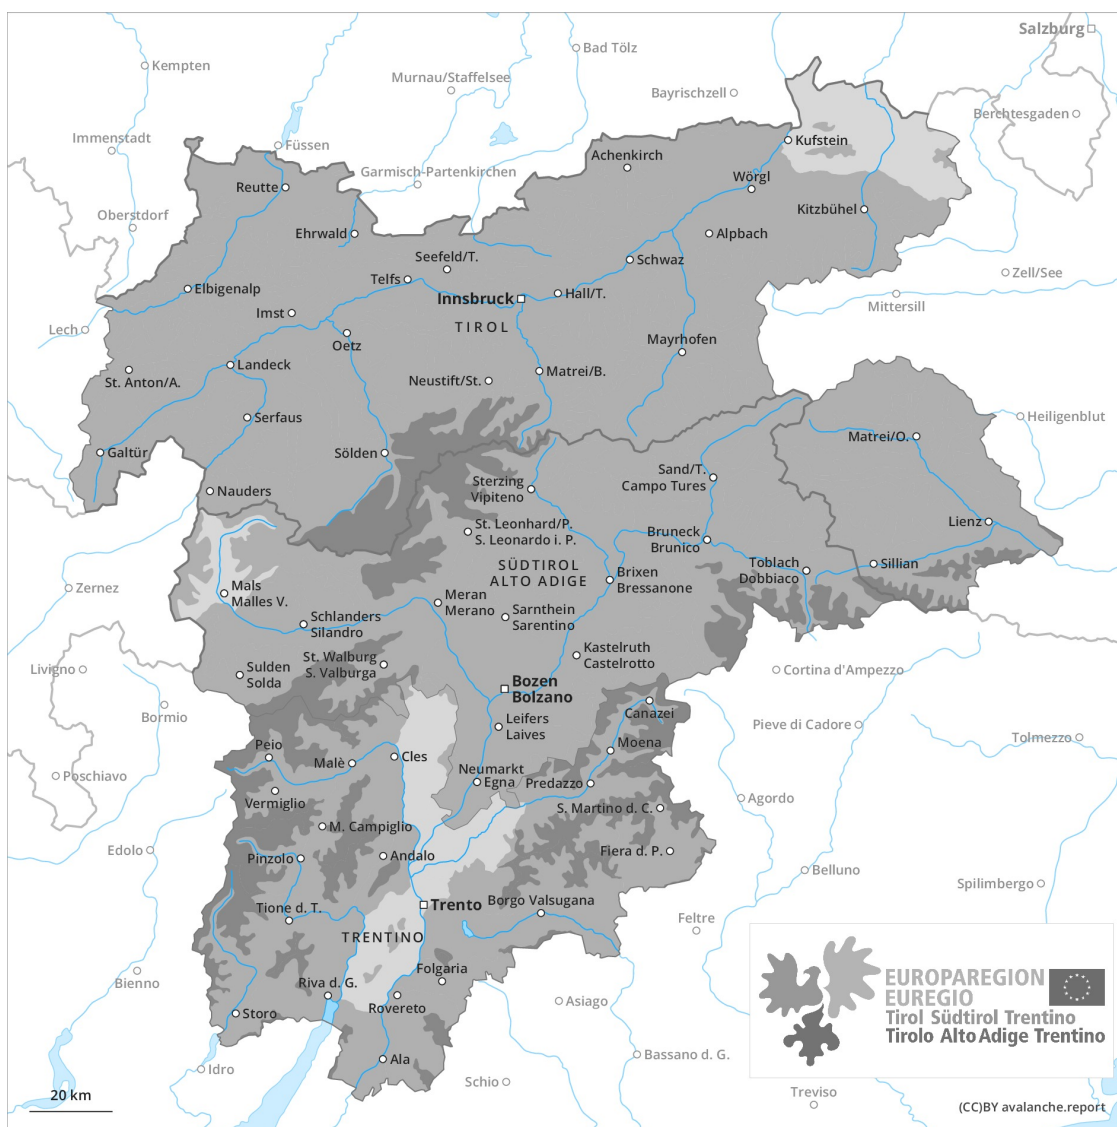 Salzburg
Bad Tölz
Kempten
Murnau/Staffelsee
Bayrischzell
Berchtesgaden
Immenstadt
Füssen
Kufstein
Achenkirch
Garmisch-Partenkirchen
Wörgl
Reutte
Oberstdorf
Kitzbühel
Ehrwald
Alpbach
Seefeld/T.
Schwaz
Zell/See
Telfs
Elbigenalp
Hall/T.
Innsbruck
Mittersill
Imst
TIROL
Lech
Oetz
Mayrhofen
Landeck
Matrei/B.
St. Anton/A.
Neustift/St.
Serfaus
Heiligenblut
Matrei/O.
Galtür
Sölden
Sand/T.
Campo Tures
Sterzing
Vipiteno
Nauders
Lienz
St. Leonhard/P.
S. Leonardo i. P.
Bruneck
Brunico
SÜDTIROL
ALTO ADIGE
Toblach
Dobbiaco
Sillian
Brixen
Bressanone
Zernez
Mals
Malles V.
Meran
Merano
Schlanders
Silandro
Sarnthein
Sarentino
Kastelruth
Castelrotto
St. Walburg
S. Valburga
Livigno
Sulden
Solda
Cortina d'Ampezzo
Bozen
Bolzano
Bormio
Canazei
Leifers
Laives
Pieve di Cadore
Tolmezzo
Peio
Moena
Cles
Malè
Neumarkt
Egna
Predazzo
Poschiavo
Vermiglio
Agordo
S. Martino d. C.
M. Campiglio
Edolo
Fiera d. P.
Pinzolo
Andalo
Belluno
Spilimbergo
Trento
Borgo Valsugana
Tione d. T.
Feltre
TRENTINO
Folgaria
Bienno
Riva d. G.
Rovereto
Asiago
Storo
EUROPAREGION
EUREGIO
Tirol Südtirol Trentino
Tirolo Alto Adige Trentino
Ala
Bassano d. G.
Idro
Schio
Treviso
20 km
(CC)BY avalanche.report